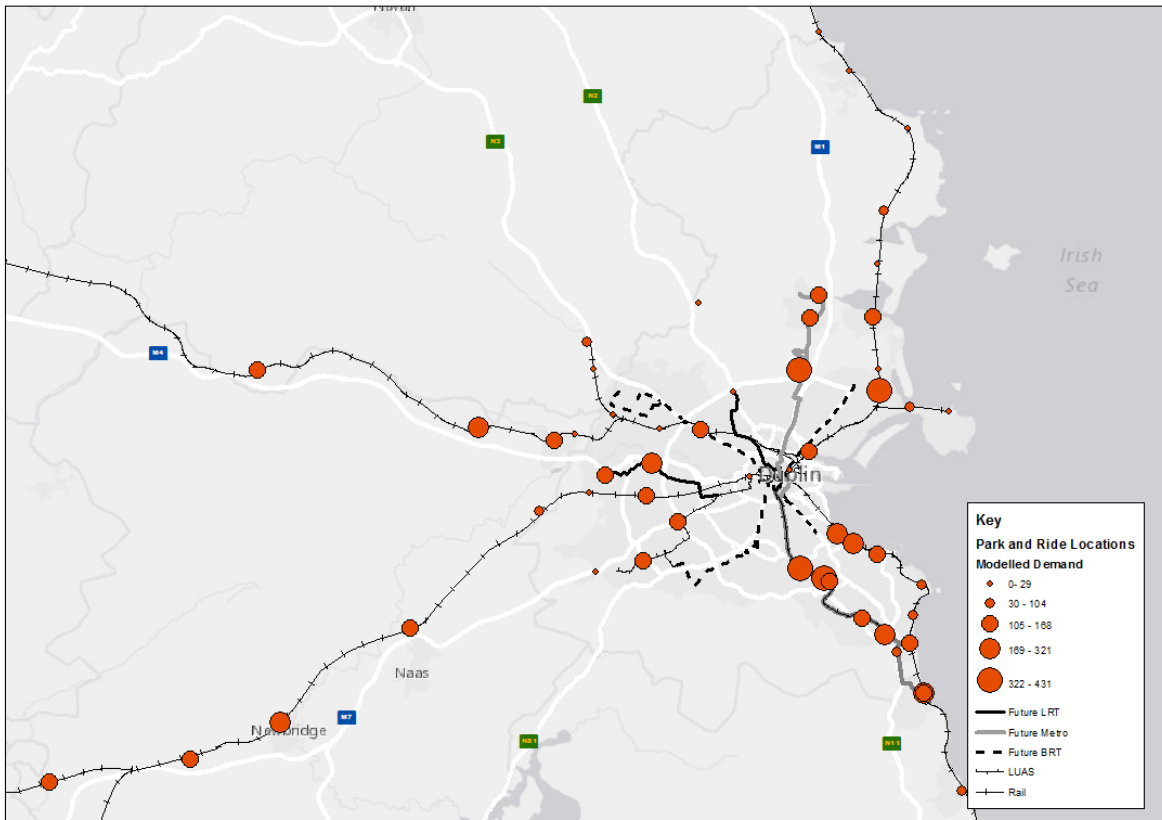 N2
N3
M1
Irish
Sea
M4
Dublin
Key
Park and Ride Locations
Modelled Demand
0- 29
30 - 104
105 - 168
169 - 321
322 - 431
Future LRT
Future Metro
Future BRT
LUAS
Rail
Naas
M7
Newbridge
N81
N11